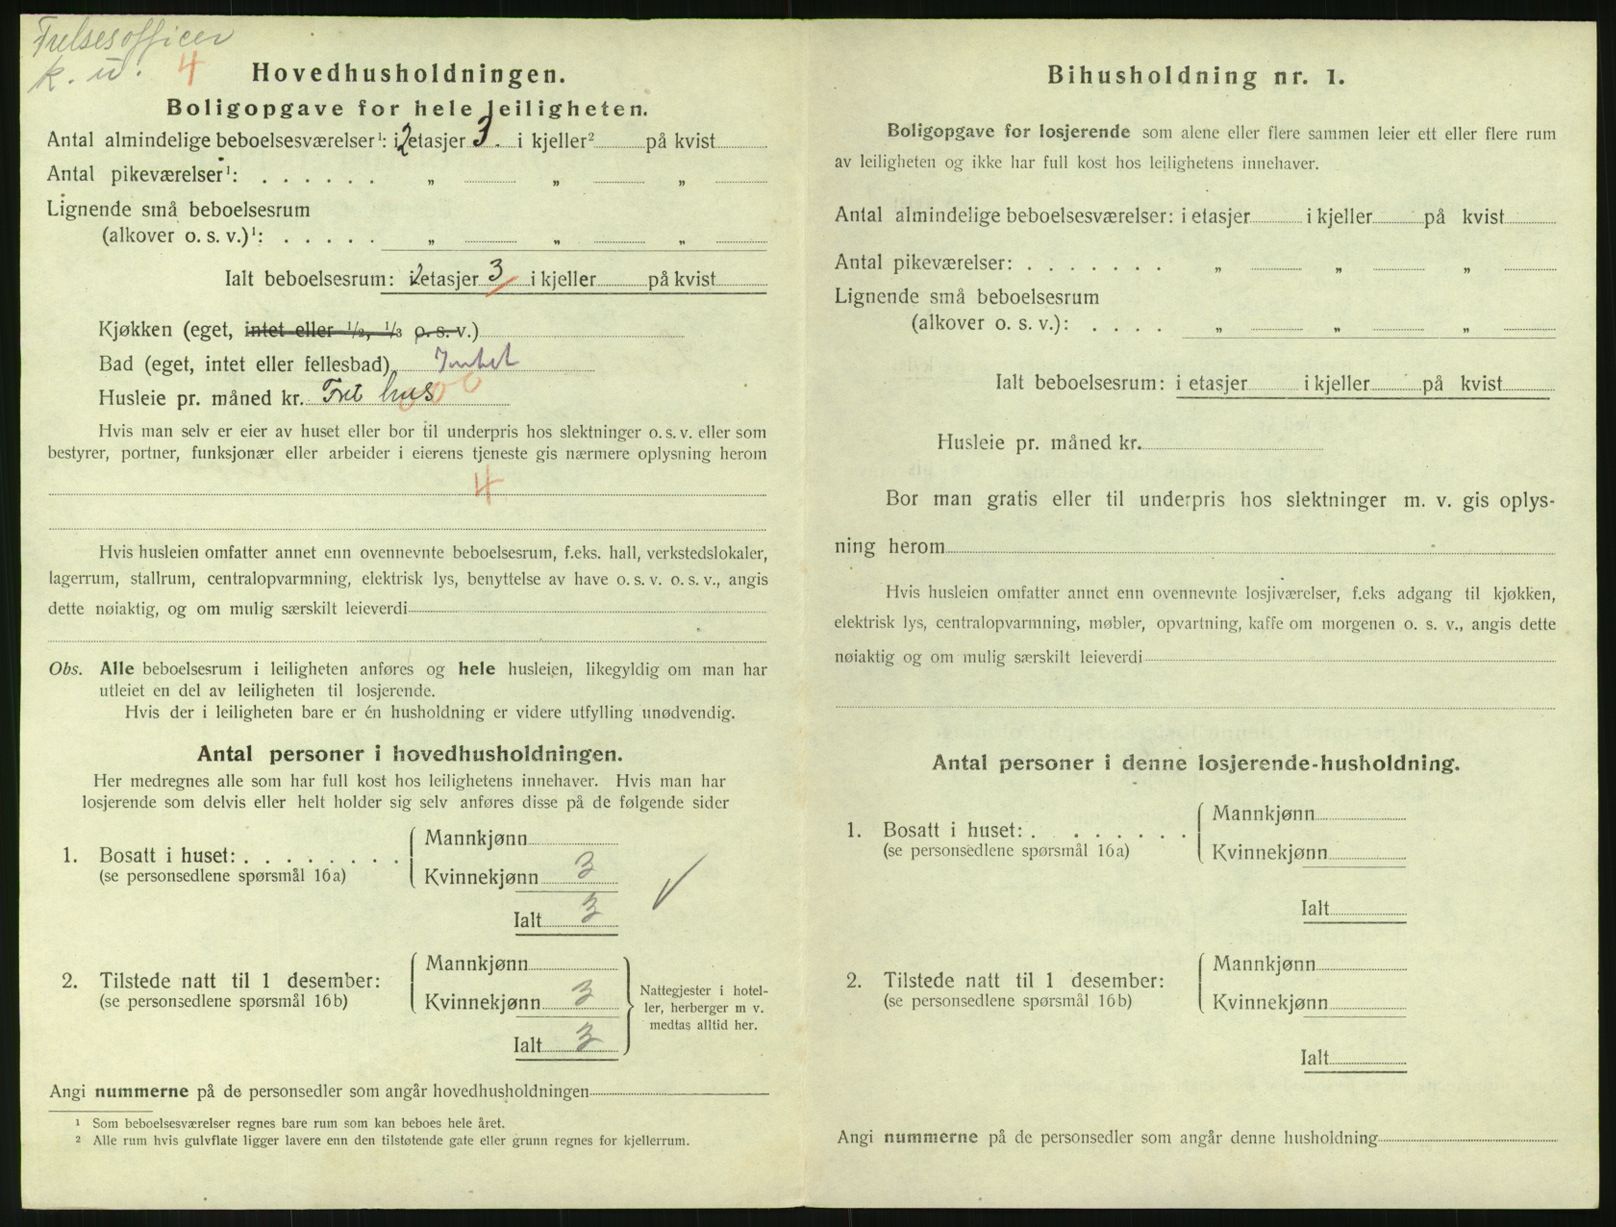 Frelsesofficer
k. u. 4
Hovedhusholdningen.
Boligopgave for hele leiligheten.
Antal almindelige beboelsesværelser¹: i 2 etasjer 3. i kjeller² på kvist
Antal pikeværelser¹: . . . . . . „ „ „
Lignende små beboelsesrum
(alkover o. s. v.)¹: . . . . . „ „ „
Ialt beboelsesrum: i 2 etasjer 3 i kjeller på kvist
Kjøkken (eget, intet eller ½, ⅓ o. s. v.)
Bad (eget, intet eller fellesbad) Intet
Husleie pr. måned kr. Frit hus 000
Hvis man selv er eier av huset eller bor til underpris hos slektninger o. s. v. eller som
bestyrer, portner, funksjonær eller arbeider i eierens tjeneste gis nærmere oplysning herom
4
Hvis husleien omfatter annet enn ovennevnte beboelsesrum, f.eks. hall, verkstedslokaler,
lagerrum, stallrum, centralopvarmning, elektrisk lys, benyttelse av have o. s. v. o. s. v., angis
dette nøiaktig, og om mulig særskilt leieverdi
Obs. Alle beboelsesrum i leiligheten anføres og hele husleien, likegyldig om man har
utleiet en del av leiligheten til losjerende.
Hvis der i leiligheten bare er én husholdning er videre utfylling unødvendig.
Antal personer i hovedhusholdningen.
Her medregnes alle som har full kost hos leilighetens innehaver. Hvis man har
losjerende som delvis eller helt holder sig selv anføres disse på de følgende sider
Mannkjønn
1. Bosatt i huset: . . . . . . . .
(se personsedlene spørsmål 16a)
Kvinnekjønn 3
Ialt 3
Mannkjønn
2. Tilstede natt til 1 desember:
(se personsedlene spørsmål 16b)
Kvinnekjønn 3
Ialt 3
Nattegjester i hotel-
ler, herberger m v.
medtas alltid her.
Angi nummerne på de personsedler som angår hovedhusholdningen
¹ Som beboelsesværelser regnes bare rum som kan beboes hele året.
² Alle rum hvis gulvflate ligger lavere enn den tilstøtende gate eller grunn regnes for kjellerrum.
Bihusholdning nr. 1.
Boligopgave for losjerende som alene eller flere sammen leier ett eller flere rum
av leiligheten og ikke har full kost hos leilighetens innehaver.
Antal almindelige beboelsesværelser: i etasjer i kjeller på kvist
Antal pikeværelser: . . . . . . . „ „ „
Lignende små beboelsesrum
(alkover o. s. v.): . . . . „ „ „
Ialt beboelsesrum: i etasjer i kjeller på kvist
Husleie pr. måned kr.
Bor man gratis eller til underpris hos slektninger m. v. gis oplys-
ning herom
Hvis husleien omfatter annet enn ovennevnte losjiværelser, f.eks adgang til kjøkken,
elektrisk lys, centralopvarmning, møbler, opvartning, kaffe om morgenen o. s. v., angis dette
nøiaktig og om mulig særskilt leieverdi
Antal personer i denne losjerende-husholdning.
Mannkjønn
1. Bosatt i huset: . . . . . . .
(se personsedlene spørsmål 16a)
Kvinnekjønn
Ialt
Mannkjønn
2. Tilstede natt til 1 desember:
(se personsedlene spørsmål 16b)
Kvinnekjønn
Ialt
Angi nummerne på de personsedler som angår denne husholdning